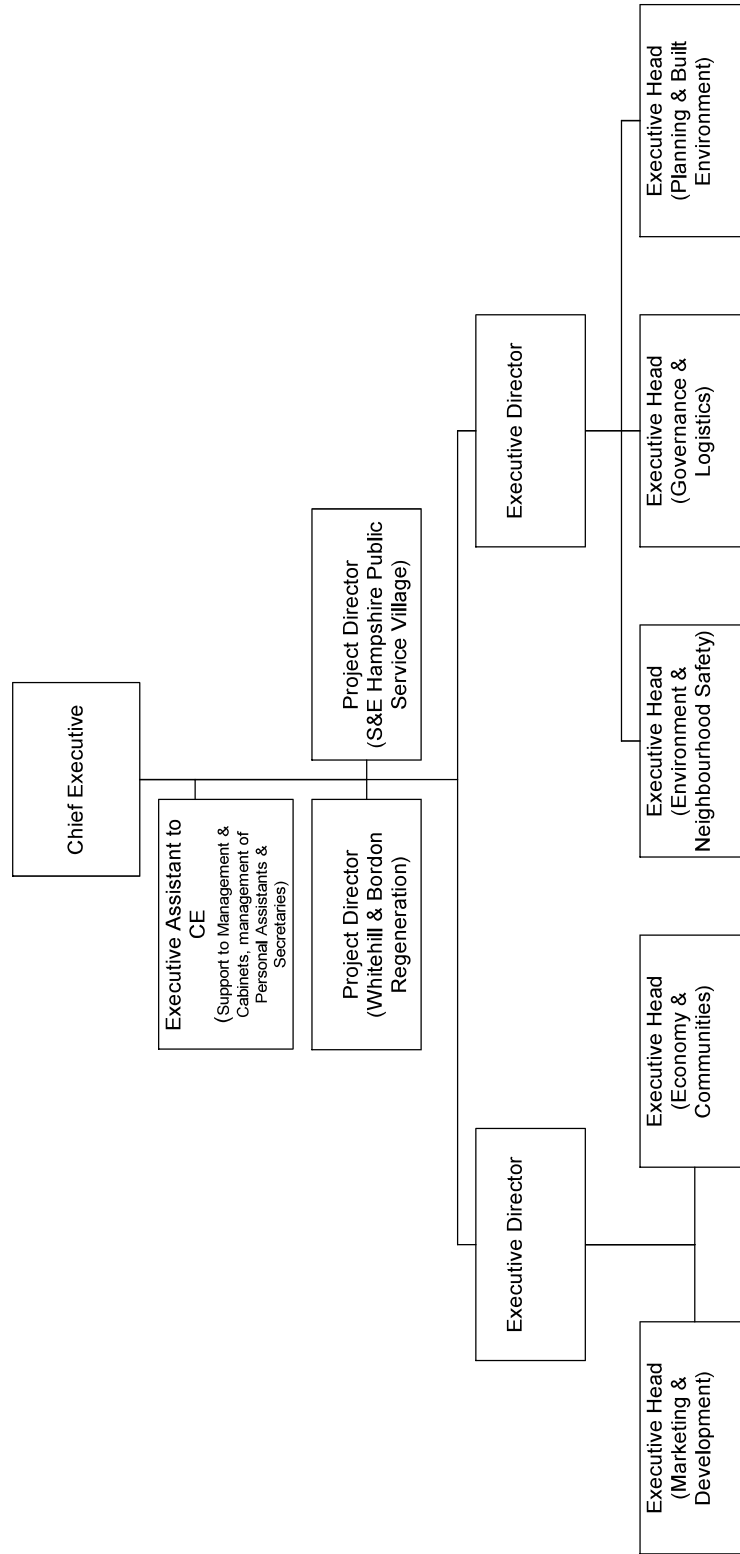 Chief Executive
Executive Assistant to
CE
(Support to Management &
Cabinets, management of
Personal Assistants &
Secretaries)
Project Director
(Whitehill & Bordon
Regeneration)
Project Director
(S&E Hampshire Public
Service Village)
Executive Director
Executive Director
Executive Head
(Marketing &
Development)
Executive Head
(Economy &
Communities)
Executive Head
(Environment &
Neighbourhood Safety)
Executive Head
(Governance &
Logistics)
Executive Head
(Planning & Built
Environment)